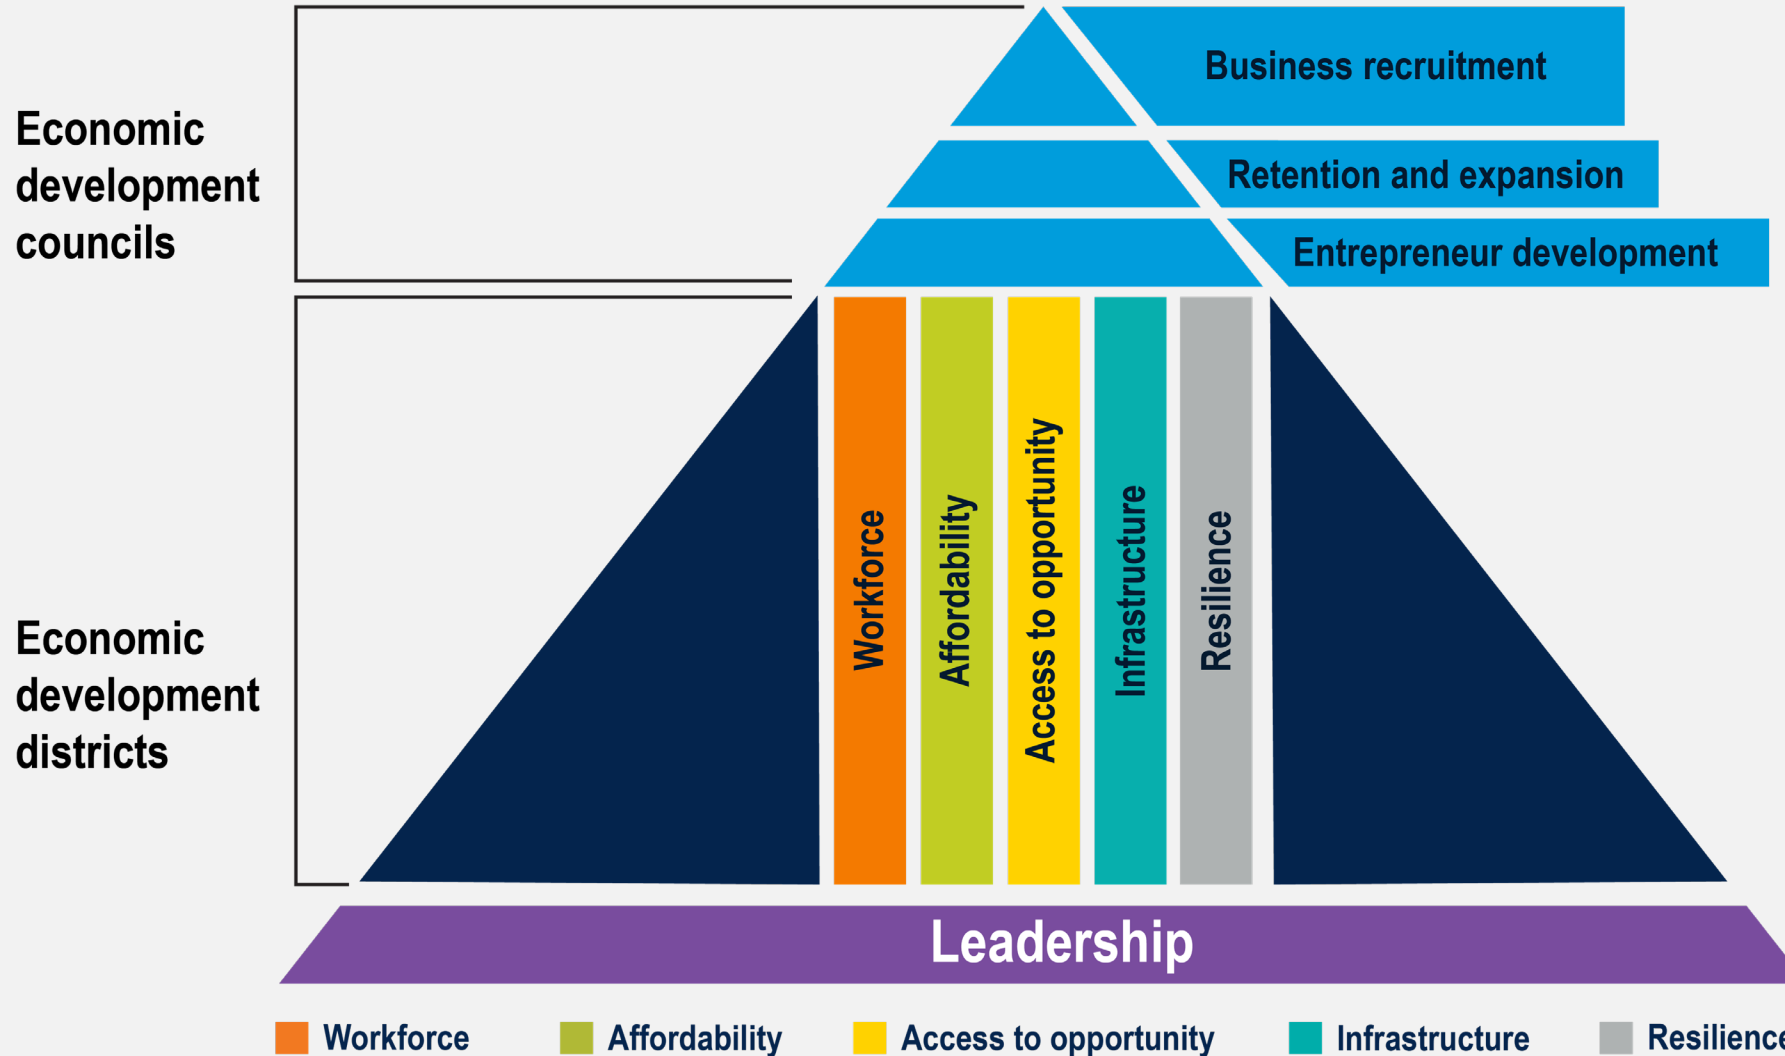 Business recruitment
Economic
development
councils
Retention and expansion
Entrepreneur development
Economic
development
districts
Workforce
Affordability
Access to opportunity
Infrastructure
Resilience
Leadership
Workforce
Affordability
Access to opportunity
Infrastructure
Resilience